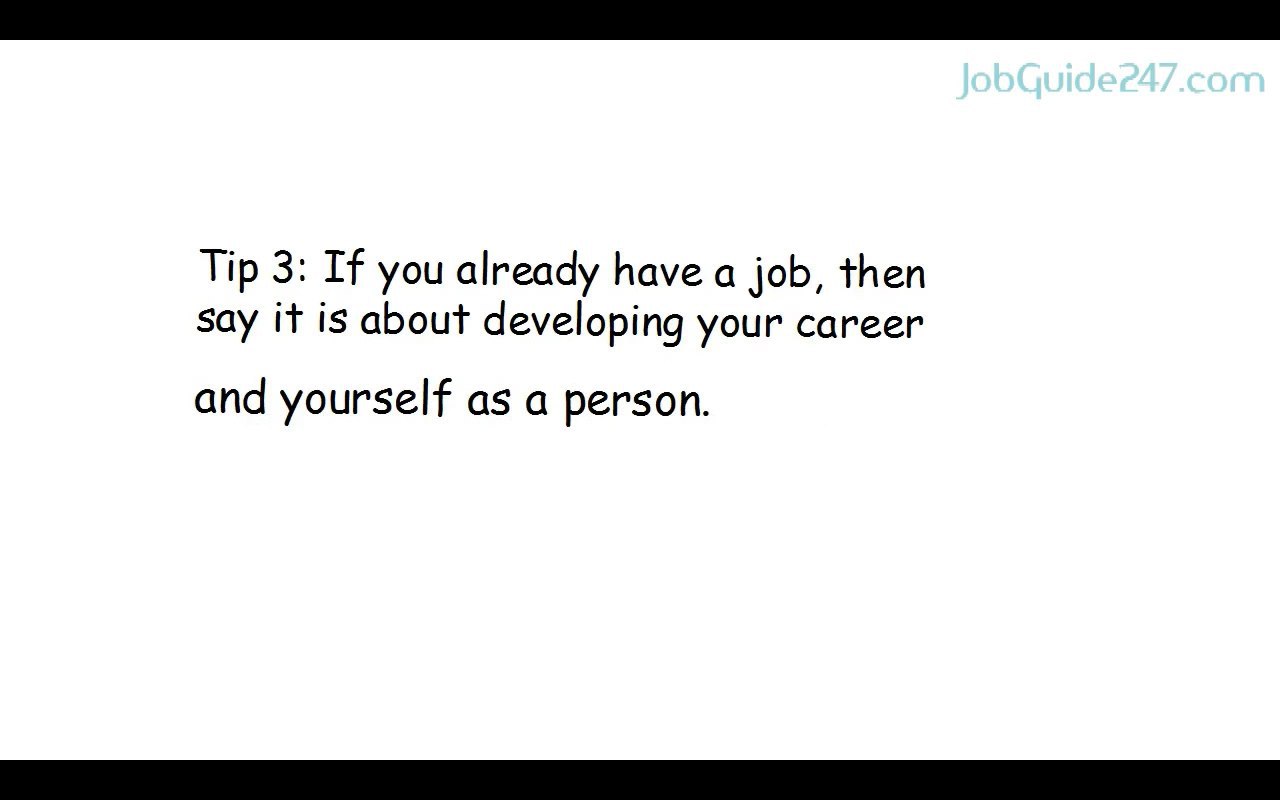 JobGuide247.com
Tip 3: If you already have a job, then
say it is about developing your career
and yourself as a person.